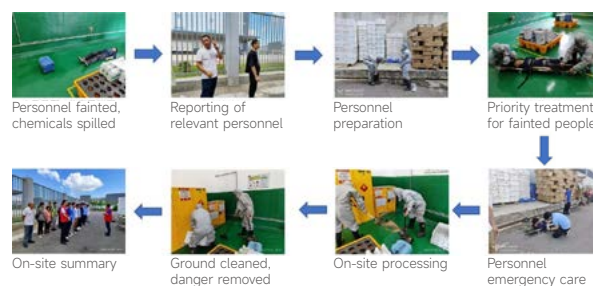 Personnel fainted,
chemicals spilled
Reporting of
relevant personnel
Personnel
preparation
Priority treatment
for fainted people
Personnel
emergency care
On-site processing
Ground cleaned,
danger removed
On-site summary